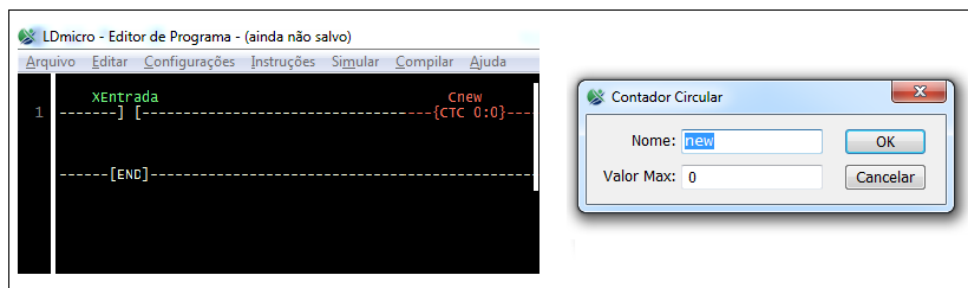 LDmicro - Editor de Programa - (ainda não salvo)
Arquivo Editar Configurações Instruções Simular Compilar Ajuda
XEntrada Cnew
1 -------] [----------------------------------{CTC 0:0}----
------[END]-----------------------------------------------
Contador Circular
Nome: new OK
Valor Max: 0 Cancelar